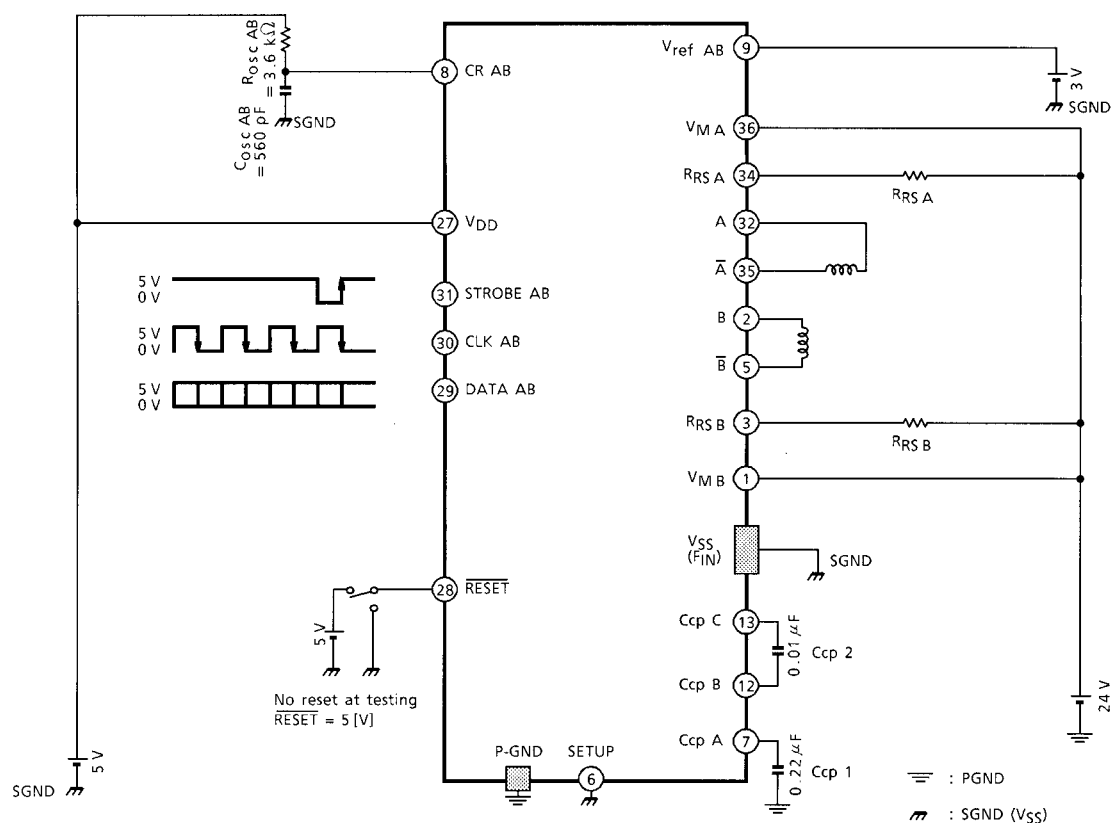 Rosc AB
= 3.6 kΩ
Cosc AB
= 560 pF
SGND
8 CR AB
27 VDD
5 V
0 V
31 STROBE AB
5 V
0 V
30 CLK AB
5 V
0 V
29 DATA AB
28 RESET
5 V
No reset at testing
RESET = 5 [V]
5 V
SGND
P-GND
SETUP
6
Vref AB 9
3 V
SGND
VM A 36
RRS A 34
RRS A
A 32
A 35
B 2
B 5
RRS B 3
RRS B
VM B 1
VSS
(FIN)
SGND
Ccp C 13
0.01 μF
Ccp 2
Ccp B 12
Ccp A 7
0.22 μF
Ccp 1
24 V
: PGND
: SGND (VSS)